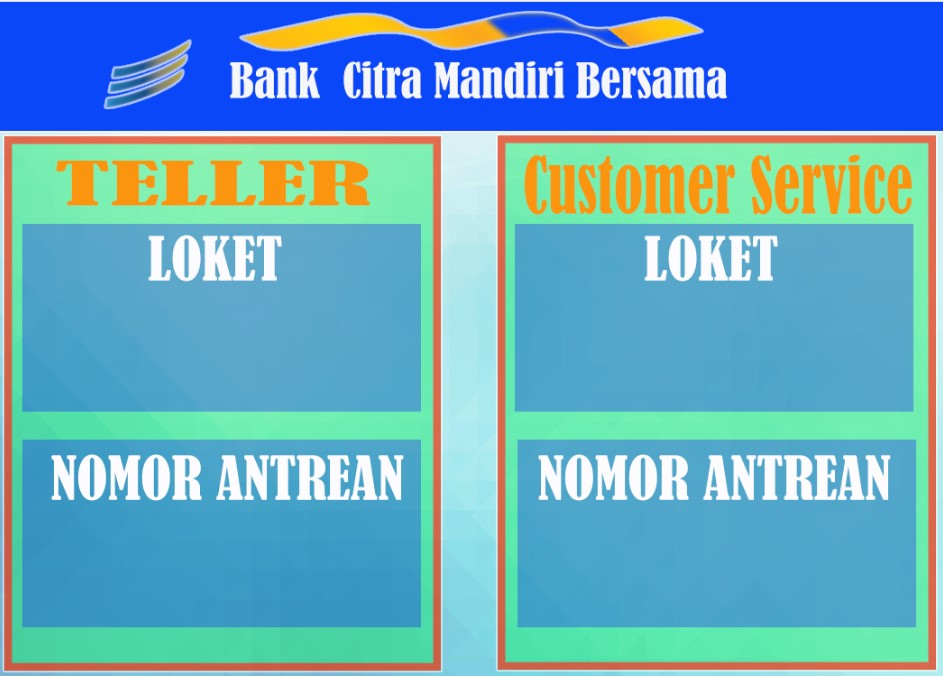 Bank Citra Mandiri Bersama
TELLER
LOKET
NOMOR ANTREAN
Customer Service
LOKET
NOMOR ANTREAN